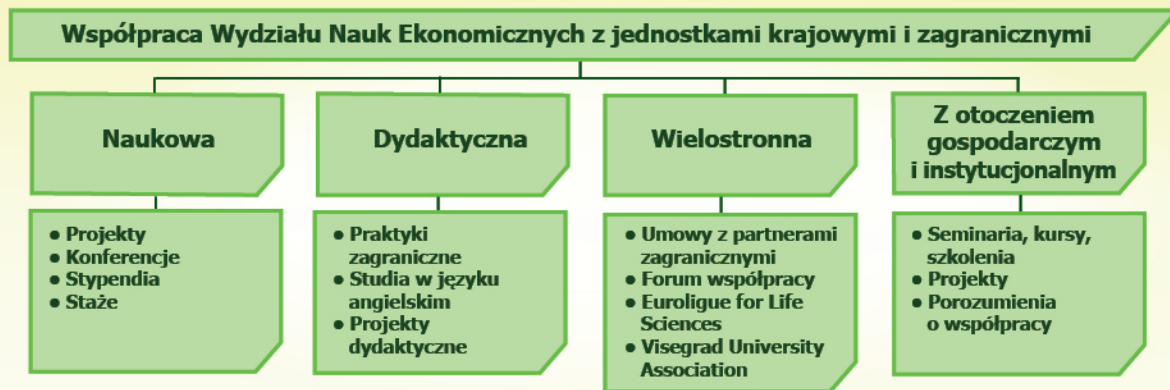 Współpraca Wydziału Nauk Ekonomicznych z jednostkami krajowymi i zagranicznymi
Naukowa
• Projekty
• Konferencje
• Stypendia
• Staże
Dydaktyczna
• Praktyki
zagraniczne
• Studia w języku
angielskim
• Projekty
dydaktyczne
Wielostronna
• Umowy z partnerami
zagranicznymi
• Forum współpracy
• Euroligue for Life
Sciences
• Visegrad University
Association
Z otoczeniem
gospodarczym
i instytucjonalnym
• Seminaria, kursy,
szkolenia
• Projekty
• Porozumienia
o współpracy